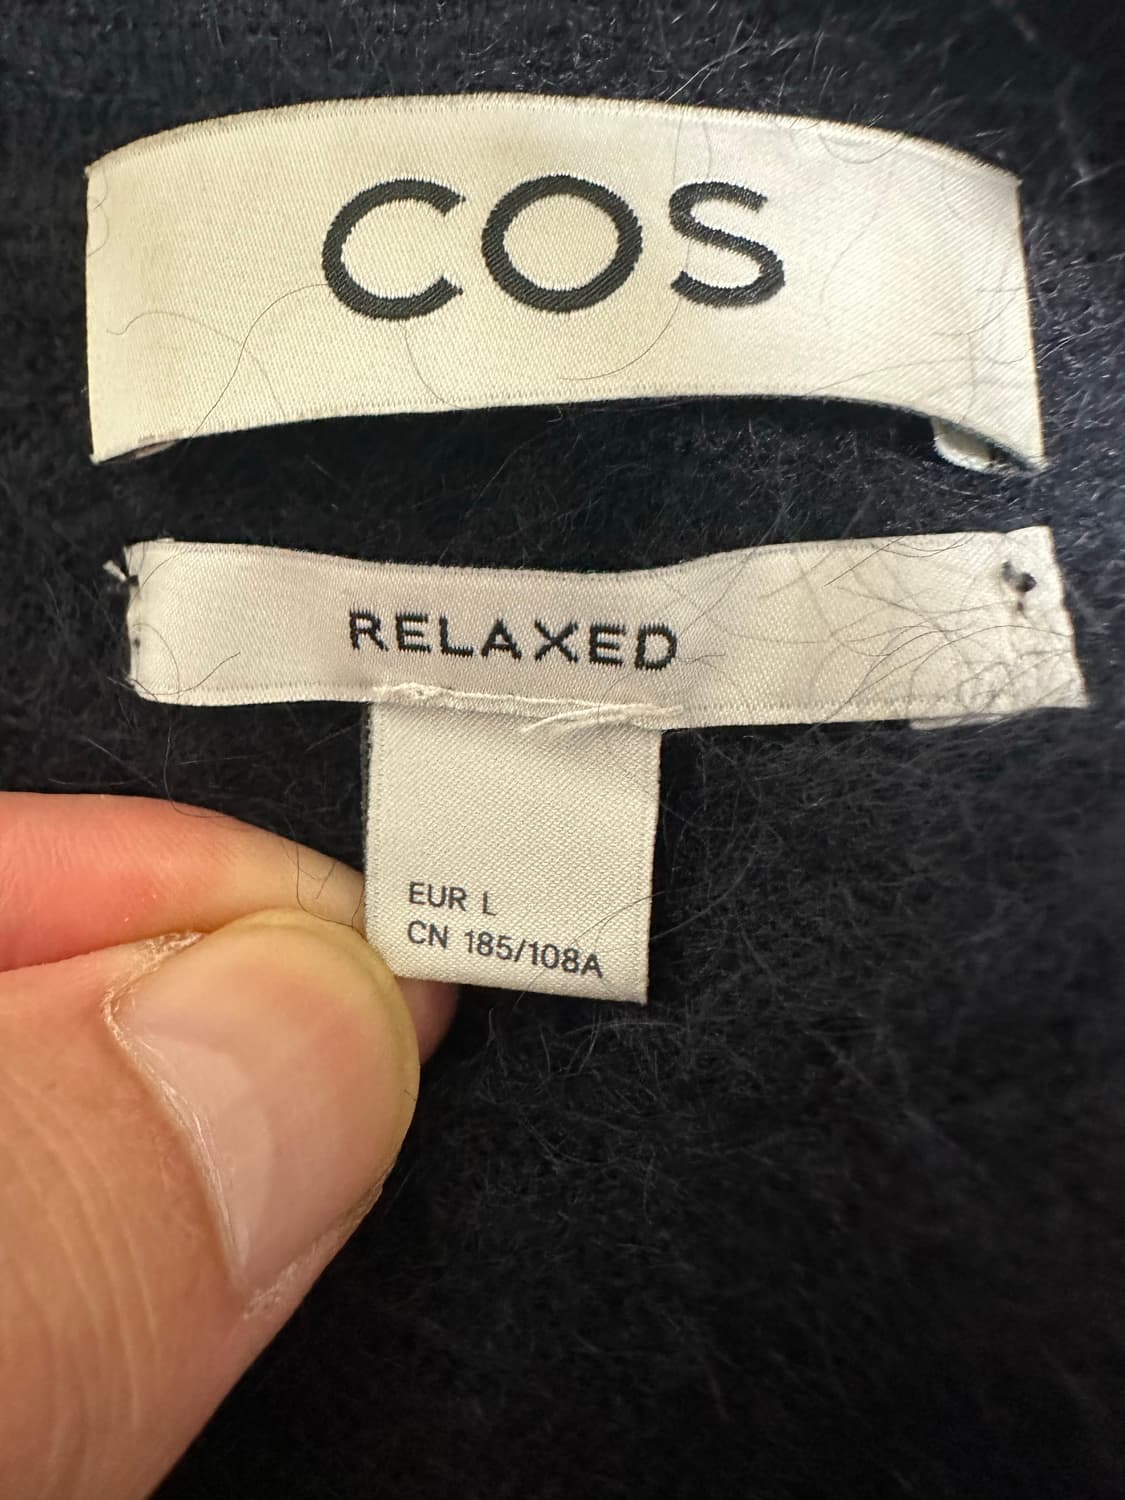 COS
RELAXED
EUR L
CN 185/108A